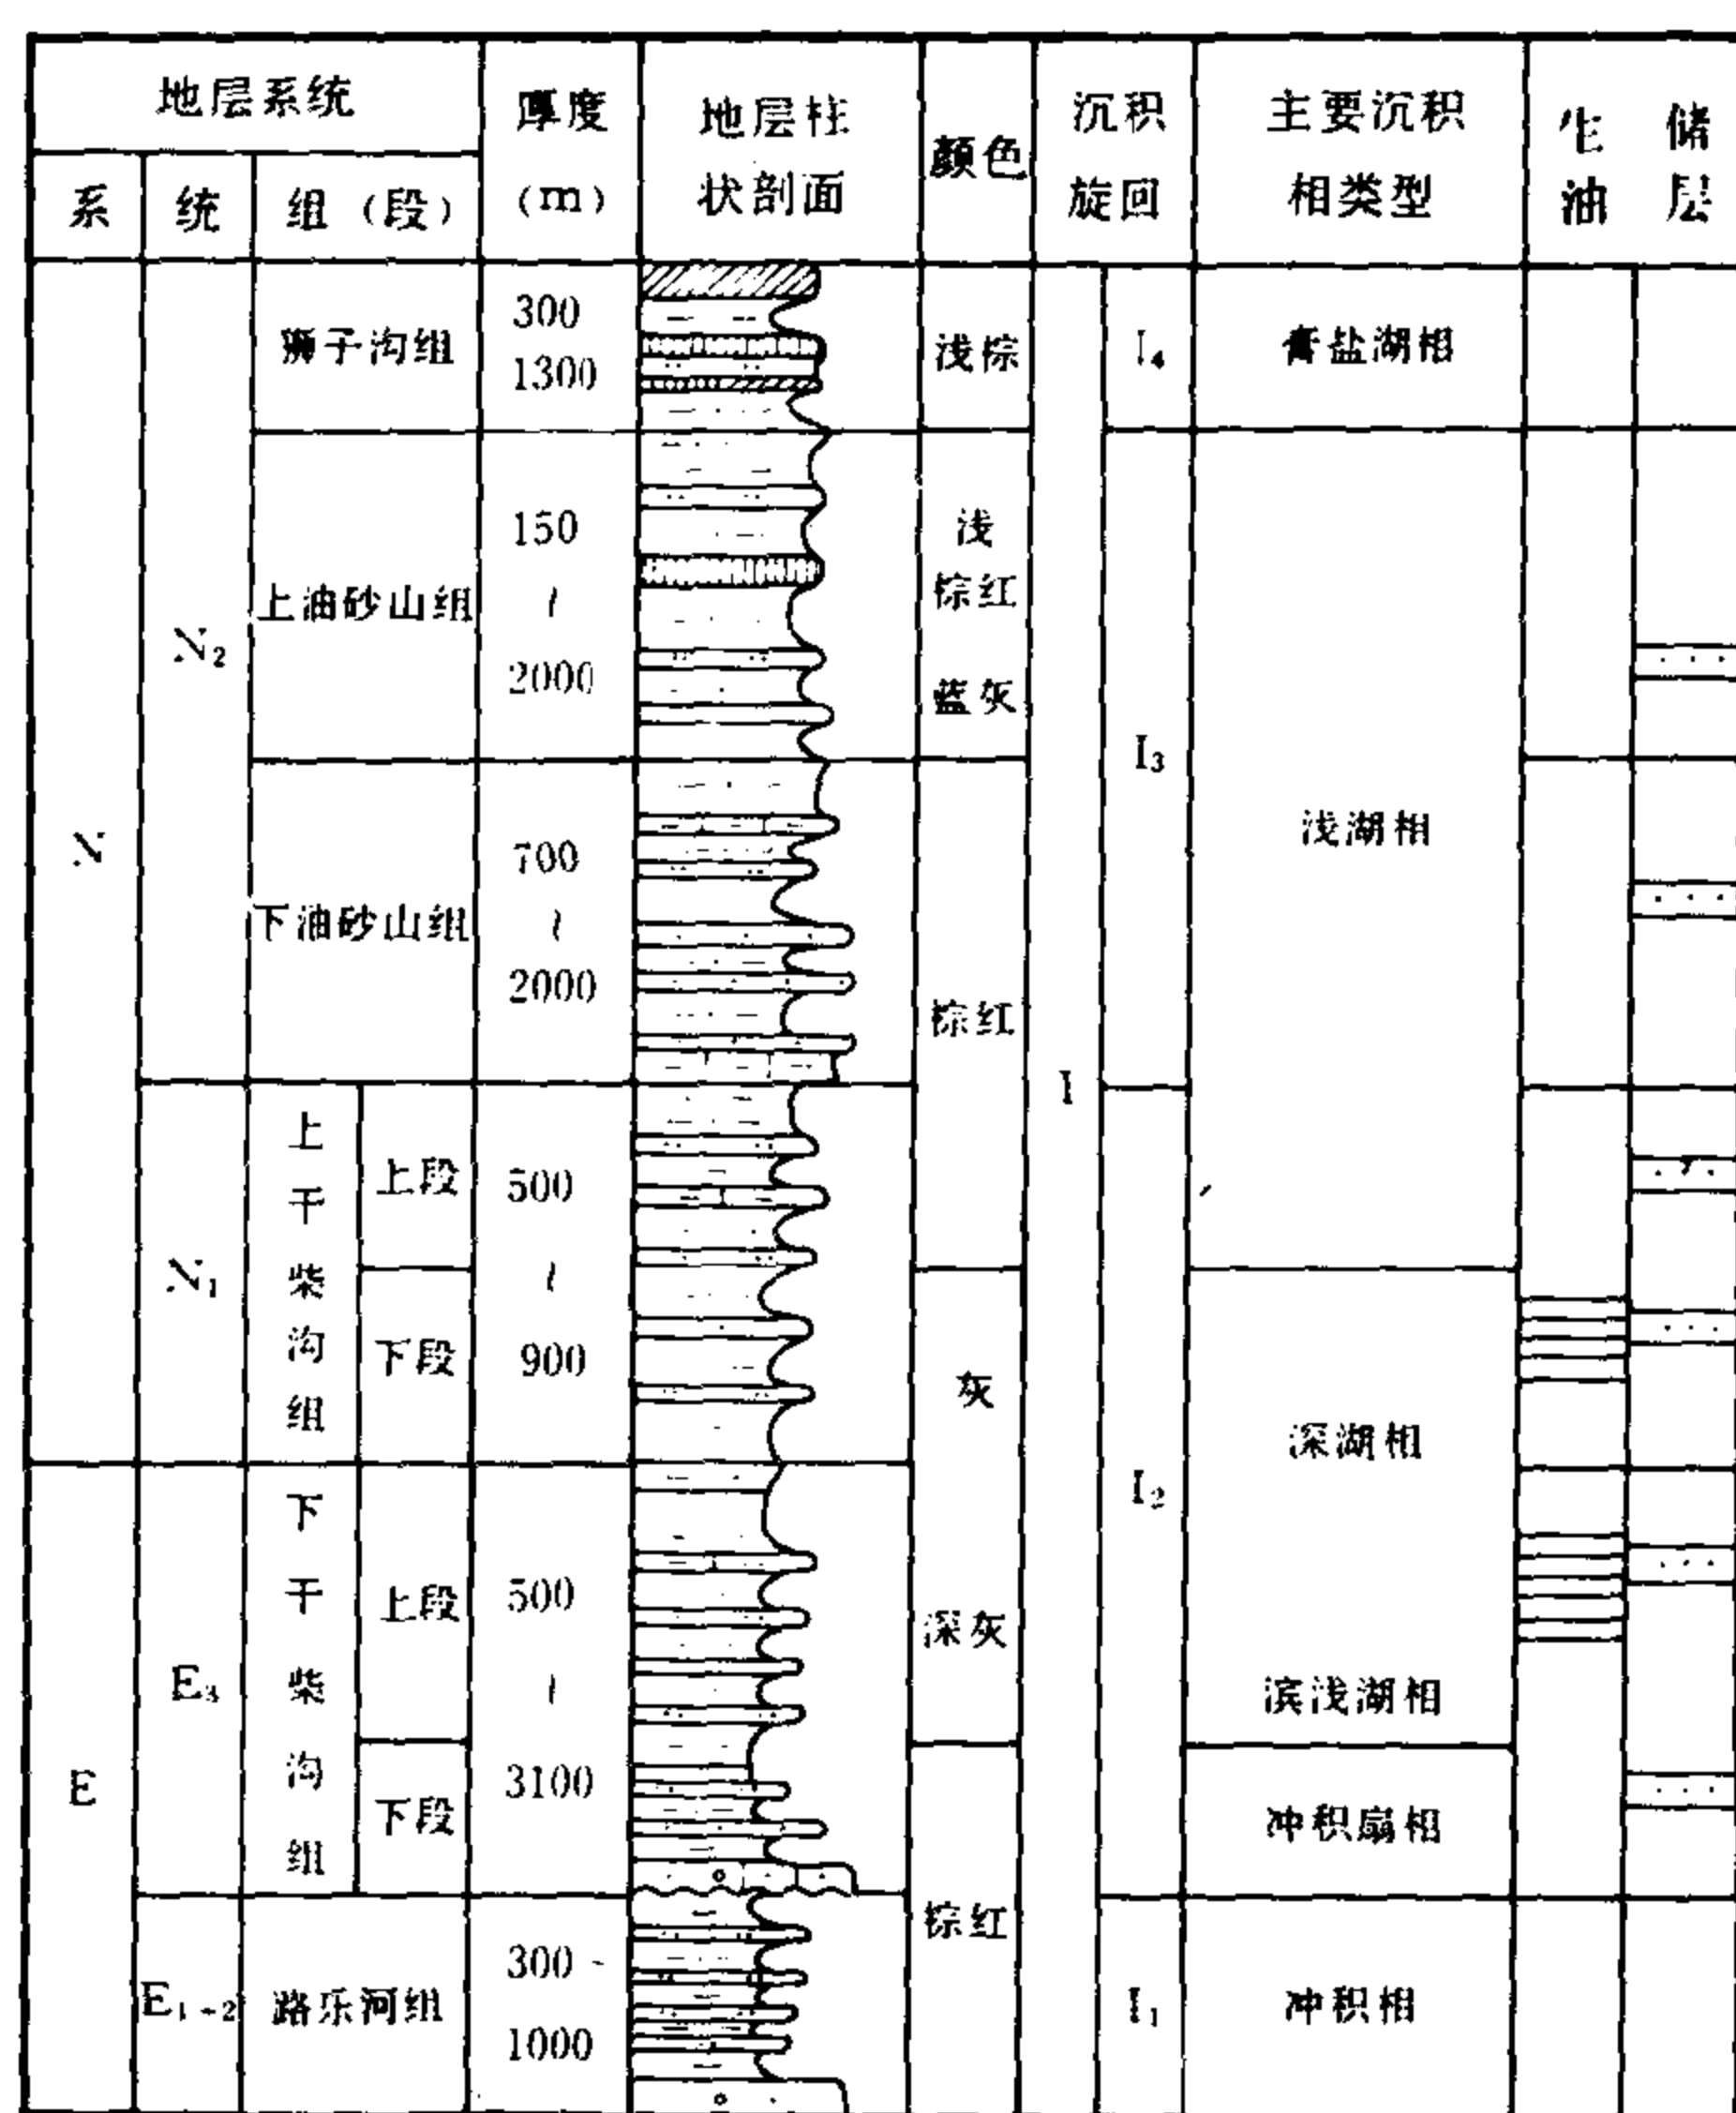 地层系统
厚度
(m)
地层柱
状剖面
颜色
沉积
旋回
主要沉积
相类型
生
油
储
层
系
统
组（段）
狮子沟组
300
1300
浅棕
I₄
膏盐湖相
N₂
上油砂山组
150
~
2000
浅
棕红
蓝灰
I₃
浅湖相
N
下油砂山组
700
~
2000
棕红
I
N₁
上干柴沟组
上段
下段
500
~
900
灰
深湖相
I₂
E
E₃
下干柴沟组
上段
下段
500
~
3100
深灰
滨浅湖相
冲积扇相
棕红
E₁₊₂
路乐河组
300
1000
I₁
冲积相